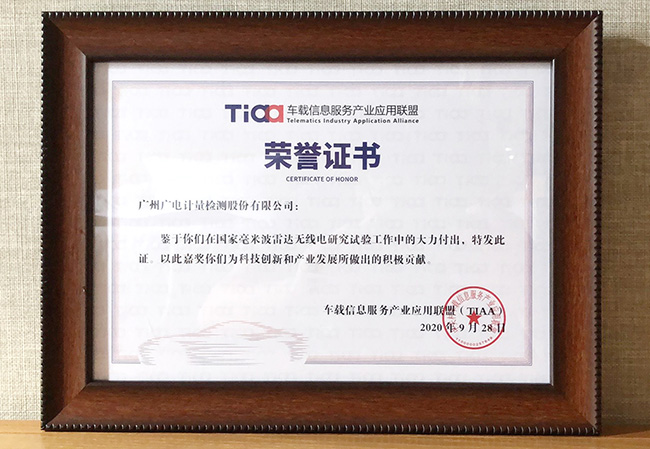 TiAA 车载信息服务产业应用联盟
Telematics Industry Application Alliance
荣誉证书
CERTIFICATE OF HONOR
广州广电计量检测股份有限公司：
鉴于你们在国家毫米波雷达无线电研究试验工作中的大力付出，特发此
证。以此嘉奖你们为科技创新和产业发展所做出的积极贡献。
车载信息服务产业应用联盟（TIAA）
2020年9月28日